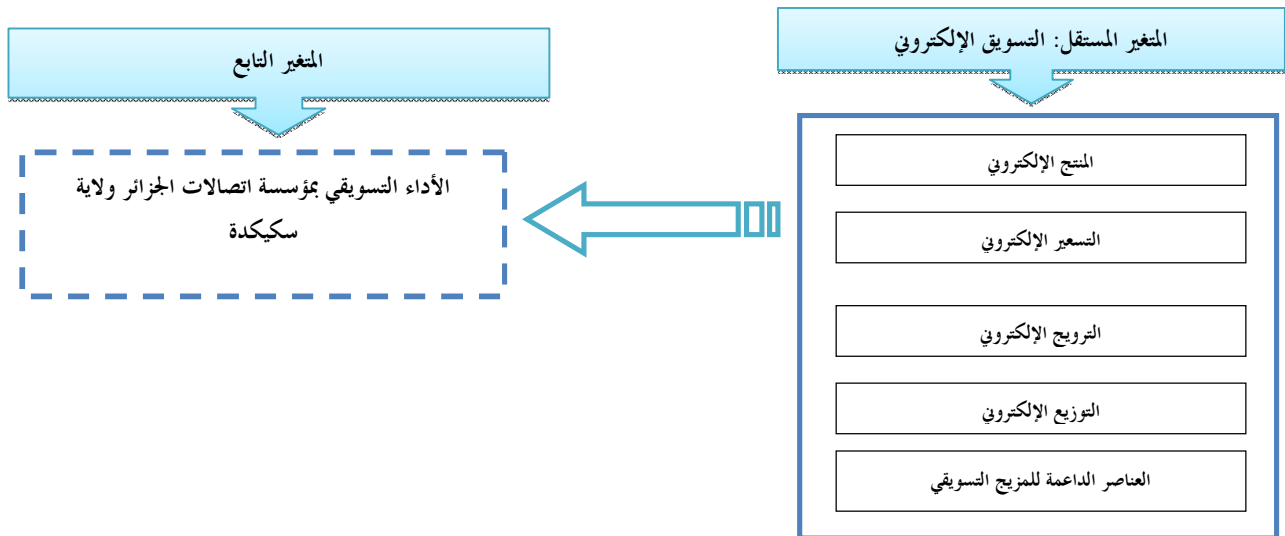 المتغير المستقل: التسويق الإلكتروني
المنتج الإلكتروني
التسعير الإلكتروني
الترويج الإلكتروني
التوزيع الإلكتروني
العناصر الداعمة للمزيج التسويقي
المتغير التابع
الأداء التسويقي بمؤسسة اتصالات الجزائر ولاية
سكيكدة